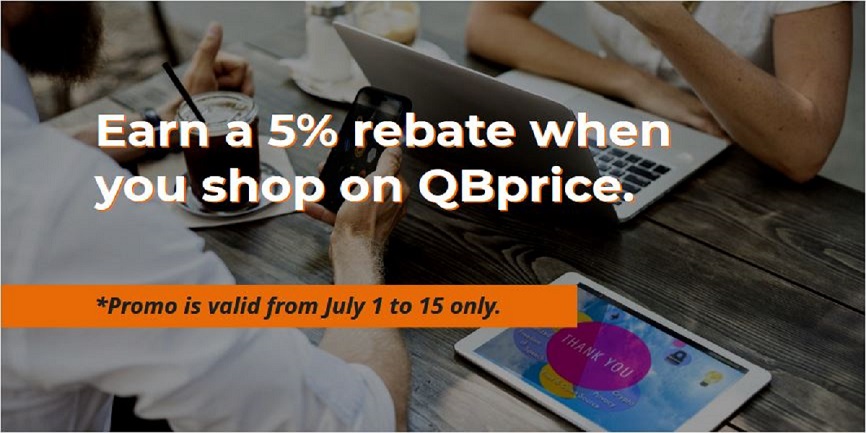 Earn a 5% rebate when
you shop on QBprice.
*Promo is valid from July 1 to 15 only.
THANK YOU